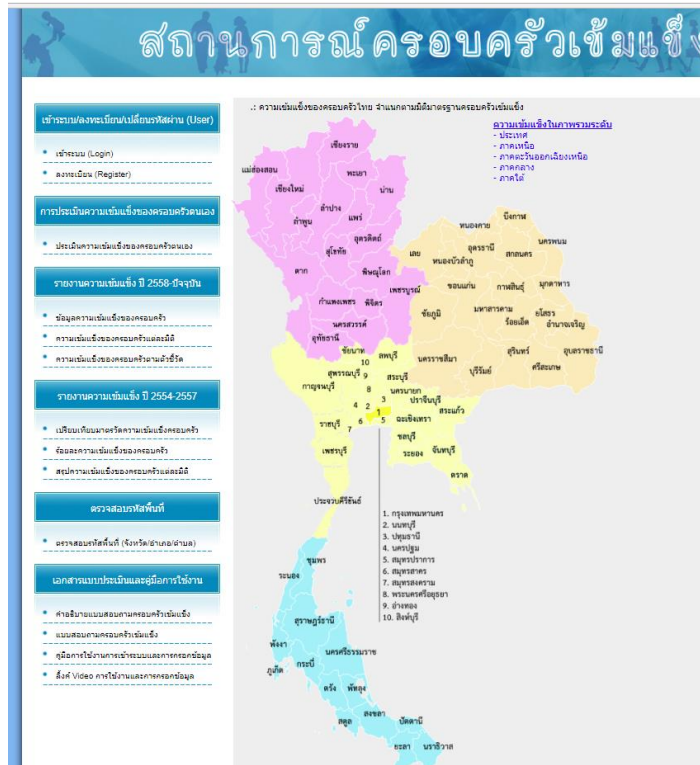 สถานการณ์ครอบครัวเข้มแข็ง
เข้าระบบ/ลงทะเบียน/เปลี่ยนรหัสผ่าน (User)
เข้าระบบ (Login)
ลงทะเบียน (Register)
การประเมินความเข้มแข็งของครอบครัวตนเอง
ประเมินความเข้มแข็งของครอบครัวตนเอง
รายงานความเข้มแข็ง ปี 2558-ปัจจุบัน
ข้อมูลความเข้มแข็งของครอบครัว
ความเข้มแข็งของครอบครัวแต่ละมิติ
ความเข้มแข็งของครอบครัวตามตัวชี้วัด
รายงานความเข้มแข็ง ปี 2554-2557
เปรียบเทียบมาตรวัดความเข้มแข็งครอบครัว
ร้อยละความเข้มแข็งของครอบครัว
สรุปความเข้มแข็งของครอบครัวแต่ละมิติ
ตรวจสอบรหัสพื้นที่
ตรวจสอบรหัสพื้นที่ (จังหวัด/อำเภอ/ตำบล)
เอกสารแบบประเมินและคู่มือการใช้งาน
คำอธิบายแบบสอบถามครอบครัวเข้มแข็ง
แบบสอบถามครอบครัวเข้มแข็ง
คู่มือการใช้งานการเข้าระบบและการกรอกข้อมูล
ลิ้งค์ Video การใช้งานและการกรอกข้อมูล
.: ความเข้มแข็งของครอบครัวไทย จำแนกตามมิติมาตรฐานครอบครัวเข้มแข็ง
ความเข้มแข็งในภาพรวมระดับ
- ประเทศ
- ภาคเหนือ
- ภาคตะวันออกเฉียงเหนือ
- ภาคกลาง
- ภาคใต้
เชียงราย
แม่ฮ่องสอน
พะเยา
เชียงใหม่
น่าน
ลำปาง
ลำพูน
แพร่
อุตรดิตถ์
สุโขทัย
ตาก
พิษณุโลก
เพชรบูรณ์
กำแพงเพชร
พิจิตร
นครสวรรค์
อุทัยธานี
บึงกาฬ
หนองคาย
นครพนม
เลย
อุดรธานี
สกลนคร
หนองบัวลำภู
ขอนแก่น
กาฬสินธุ์
มุกดาหาร
ชัยภูมิ
มหาสารคาม
ร้อยเอ็ด
ยโสธร
อำนาจเจริญ
นครราชสีมา
บุรีรัมย์
สุรินทร์
ศรีสะเกษ
อุบลราชธานี
ชัยนาท
ลพบุรี
10
สุพรรณบุรี
9
สระบุรี
กาญจนบุรี
8
นครนายก
3
ปราจีนบุรี
4
2
1
สระแก้ว
ราชบุรี
7
6
5
ฉะเชิงเทรา
ชลบุรี
เพชรบุรี
ระยอง
จันทบุรี
ตราด
ประจวบคีรีขันธ์
1. กรุงเทพมหานคร
2. นนทบุรี
3. ปทุมธานี
4. นครปฐม
5. สมุทรปราการ
6. สมุทรสาคร
7. สมุทรสงคราม
8. พระนครศรีอยุธยา
9. อ่างทอง
10. สิงห์บุรี
ชุมพร
ระนอง
สุราษฎร์ธานี
พังงา
นครศรีธรรมราช
ภูเก็ต
กระบี่
ตรัง
พัทลุง
สงขลา
สตูล
ปัตตานี
ยะลา
นราธิวาส